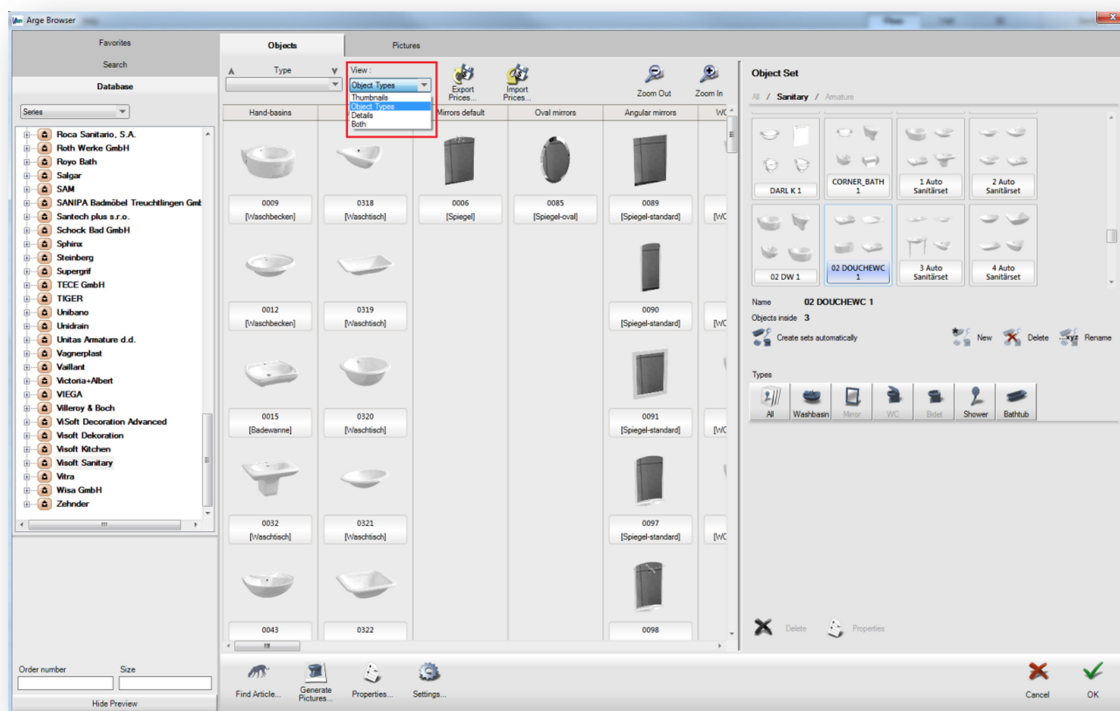 Arge Browser
Favorites
Search
Database
Series
Roca Sanitario, S.A.
Roth Werke GmbH
Royo Bath
Salgar
SAM
SANIPA Badmöbel Treuchtlingen Gmb
Santech plus s.r.o.
Schock Bad GmbH
Sphinx
Steinberg
Supergrif
TECE GmbH
TIGER
Unibano
Unidrain
Unitas Armature d.d.
Vagnerplast
Vaillant
Victoria+Albert
VIEGA
Villeroy & Boch
ViSoft Decoration Advanced
Visoft Dekoration
Visoft Kitchen
Visoft Sanitary
Vitra
Wisa GmbH
Zehnder
Order number Size
Hide Preview
Objects Pictures
Type
View :
Object Types
Thumbnails
Object Types
Details
Both
Export Prices...
Import Prices...
Zoom Out
Zoom In
Hand-basins Mirrors default Oval mirrors Angular mirrors WC
0009 0318 0006 0085 0089
[Waschbecken] [Waschtisch] [Spiegel] [Spiegel-oval] [Spiegel-standard] [WC
0012 0319 0090
[Waschbecken] [Waschtisch] [Spiegel-standard] [WC
0015 0320 0091
[Badewanne] [Waschtisch] [Spiegel-standard] [WC
0032 0321 0097
[Waschtisch] [Waschtisch] [Spiegel-standard] [WC
0043 0322 0098
Find Article...
Generate Pictures...
Properties...
Settings...
Object Set
All / Sanitary / Armature
DARL K 1
CORNER_BATH 1
1 Auto Sanitärset
2 Auto Sanitärset
02 DW 1
02 DOUCHEWC 1
3 Auto Sanitärset
4 Auto Sanitärset
Name 02 DOUCHEWC 1
Objects inside 3
Create sets automatically
New
Delete
...xyz
Rename
Types
All Washbasin Mirror WC Bidet Shower Bathtub
Delete
Properties
Cancel
OK